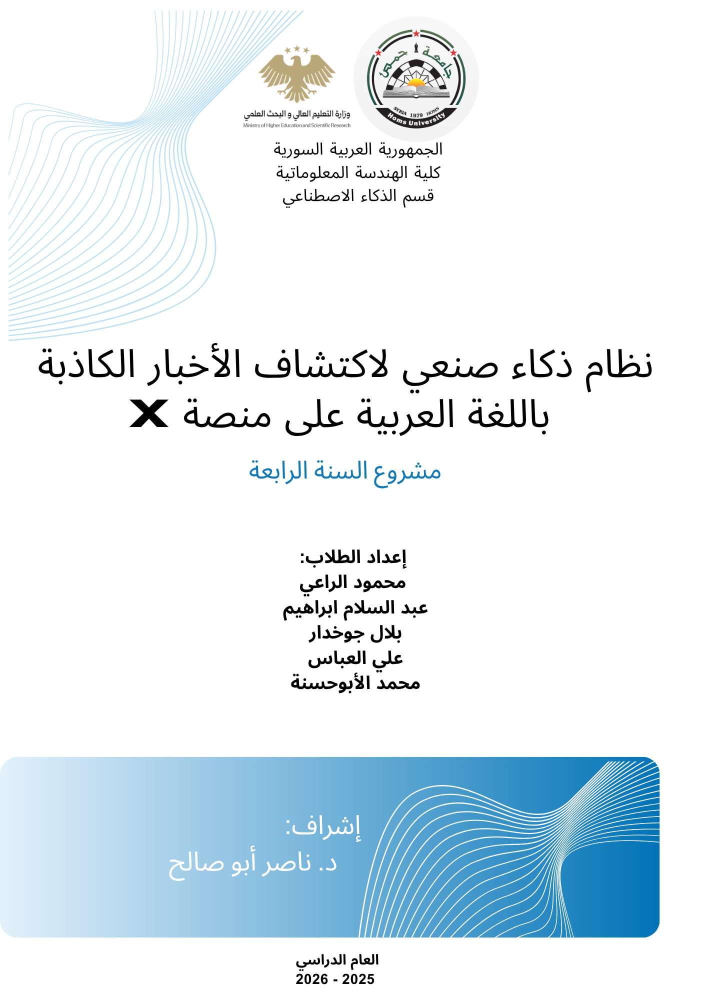 وزارة التعليم العالي و البحث العلمي
Ministry of Higher Education and Scientific Research
جامعة حمص
SYRIA 1979 HOMS
Homs University
الجمهورية العربية السورية
كلية الهندسة المعلوماتية
قسم الذكاء الاصطناعي
نظام ذكاء صنعي لاكتشاف الأخبار الكاذبة
باللغة العربية على منصة X
مشروع السنة الرابعة
إعداد الطلاب:
محمود الراعي
عبد السلام ابراهيم
بلال جوخدار
علي العباس
محمد الأبوحسنة
إشراف:
د. ناصر أبو صالح
العام الدراسي
2025 - 2026